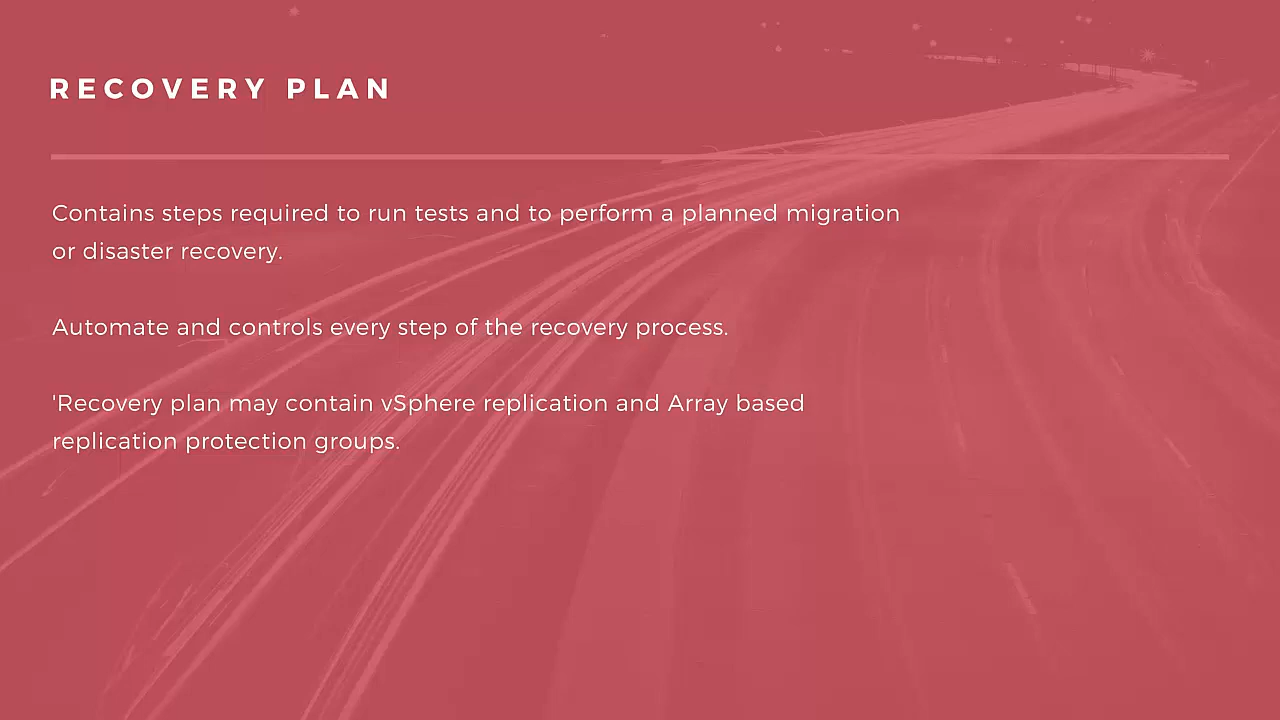 RECOVERY PLAN
Contains steps required to run tests and to perform a planned migration
or disaster recovery.
Automate and controls every step of the recovery process.
'Recovery plan may contain vSphere replication and Array based
replication protection groups.